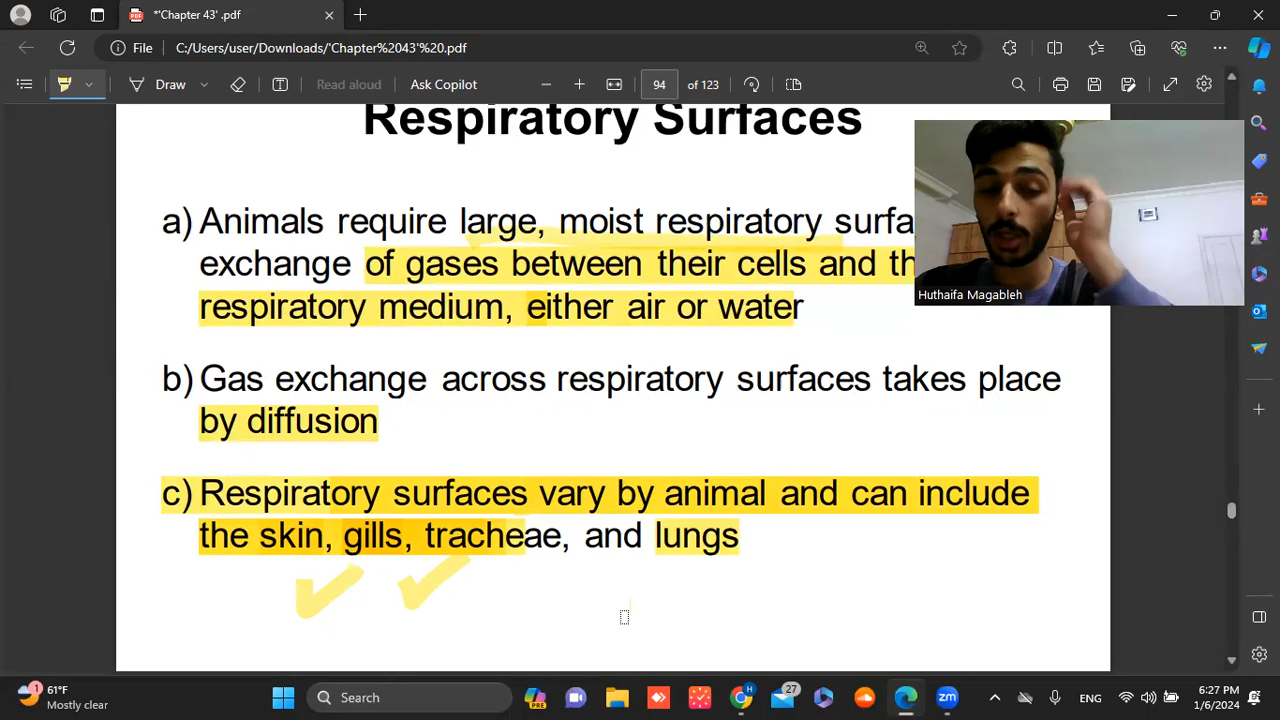 *'Chapter 43' .pdf
File C:/Users/user/Downloads/'Chapter%2043'%20.pdf
Draw Read aloud Ask Copilot 94 of 123
Respiratory Surfaces
a) Animals require large, moist respiratory surfa
exchange of gases between their cells and th
respiratory medium, either air or water
Huthaifa Magableh
b) Gas exchange across respiratory surfaces takes place
by diffusion
c) Respiratory surfaces vary by animal and can include
the skin, gills, tracheae, and lungs
1 61°F
Mostly clear
Search
PRE
H
27
zm
ENG
6:27 PM
1/6/2024